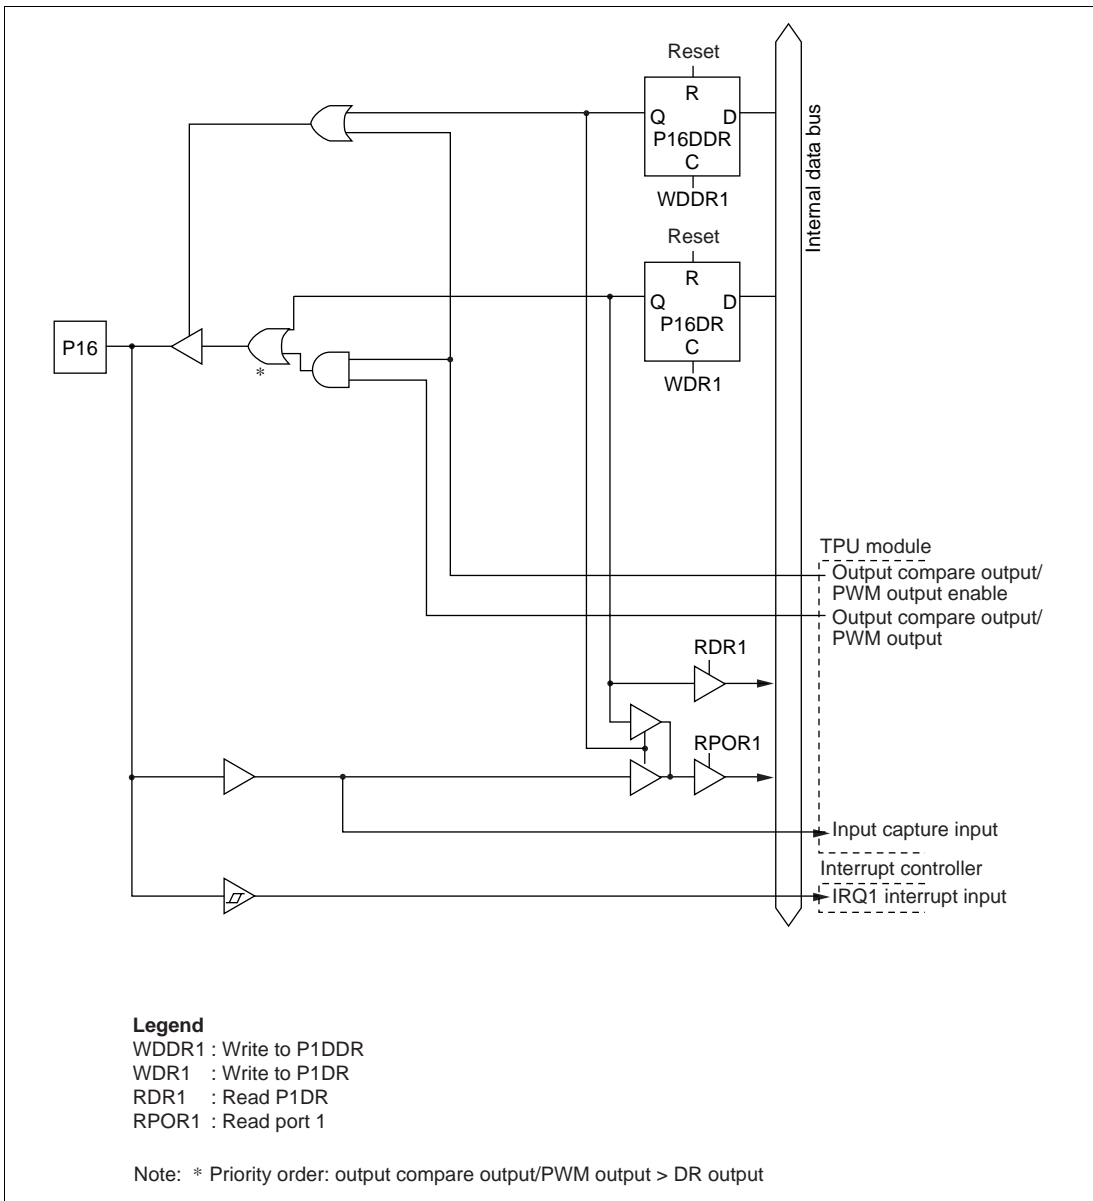 Reset
R
Q D
P16DDR
C
WDDR1
Internal data bus
Reset
R
Q D
P16DR
C
WDR1
P16
*
TPU module
Output compare output/
PWM output enable
Output compare output/
PWM output
RDR1
RPOR1
Input capture input
Interrupt controller
IRQ1 interrupt input
Legend
WDDR1 : Write to P1DDR
WDR1 : Write to P1DR
RDR1 : Read P1DR
RPOR1 : Read port 1
Note: * Priority order: output compare output/PWM output > DR output